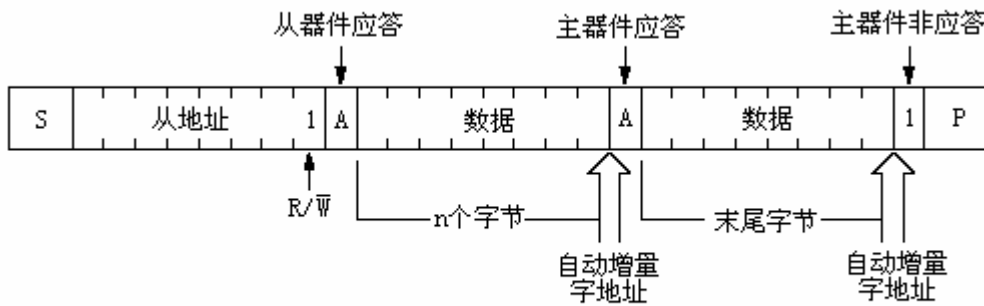 从器件应答 主器件应答 主器件非应答
S 从地址 1 A 数据 A 数据 1 P
R/W̅ n个字节 末尾字节
自动增量 自动增量
字地址 字地址